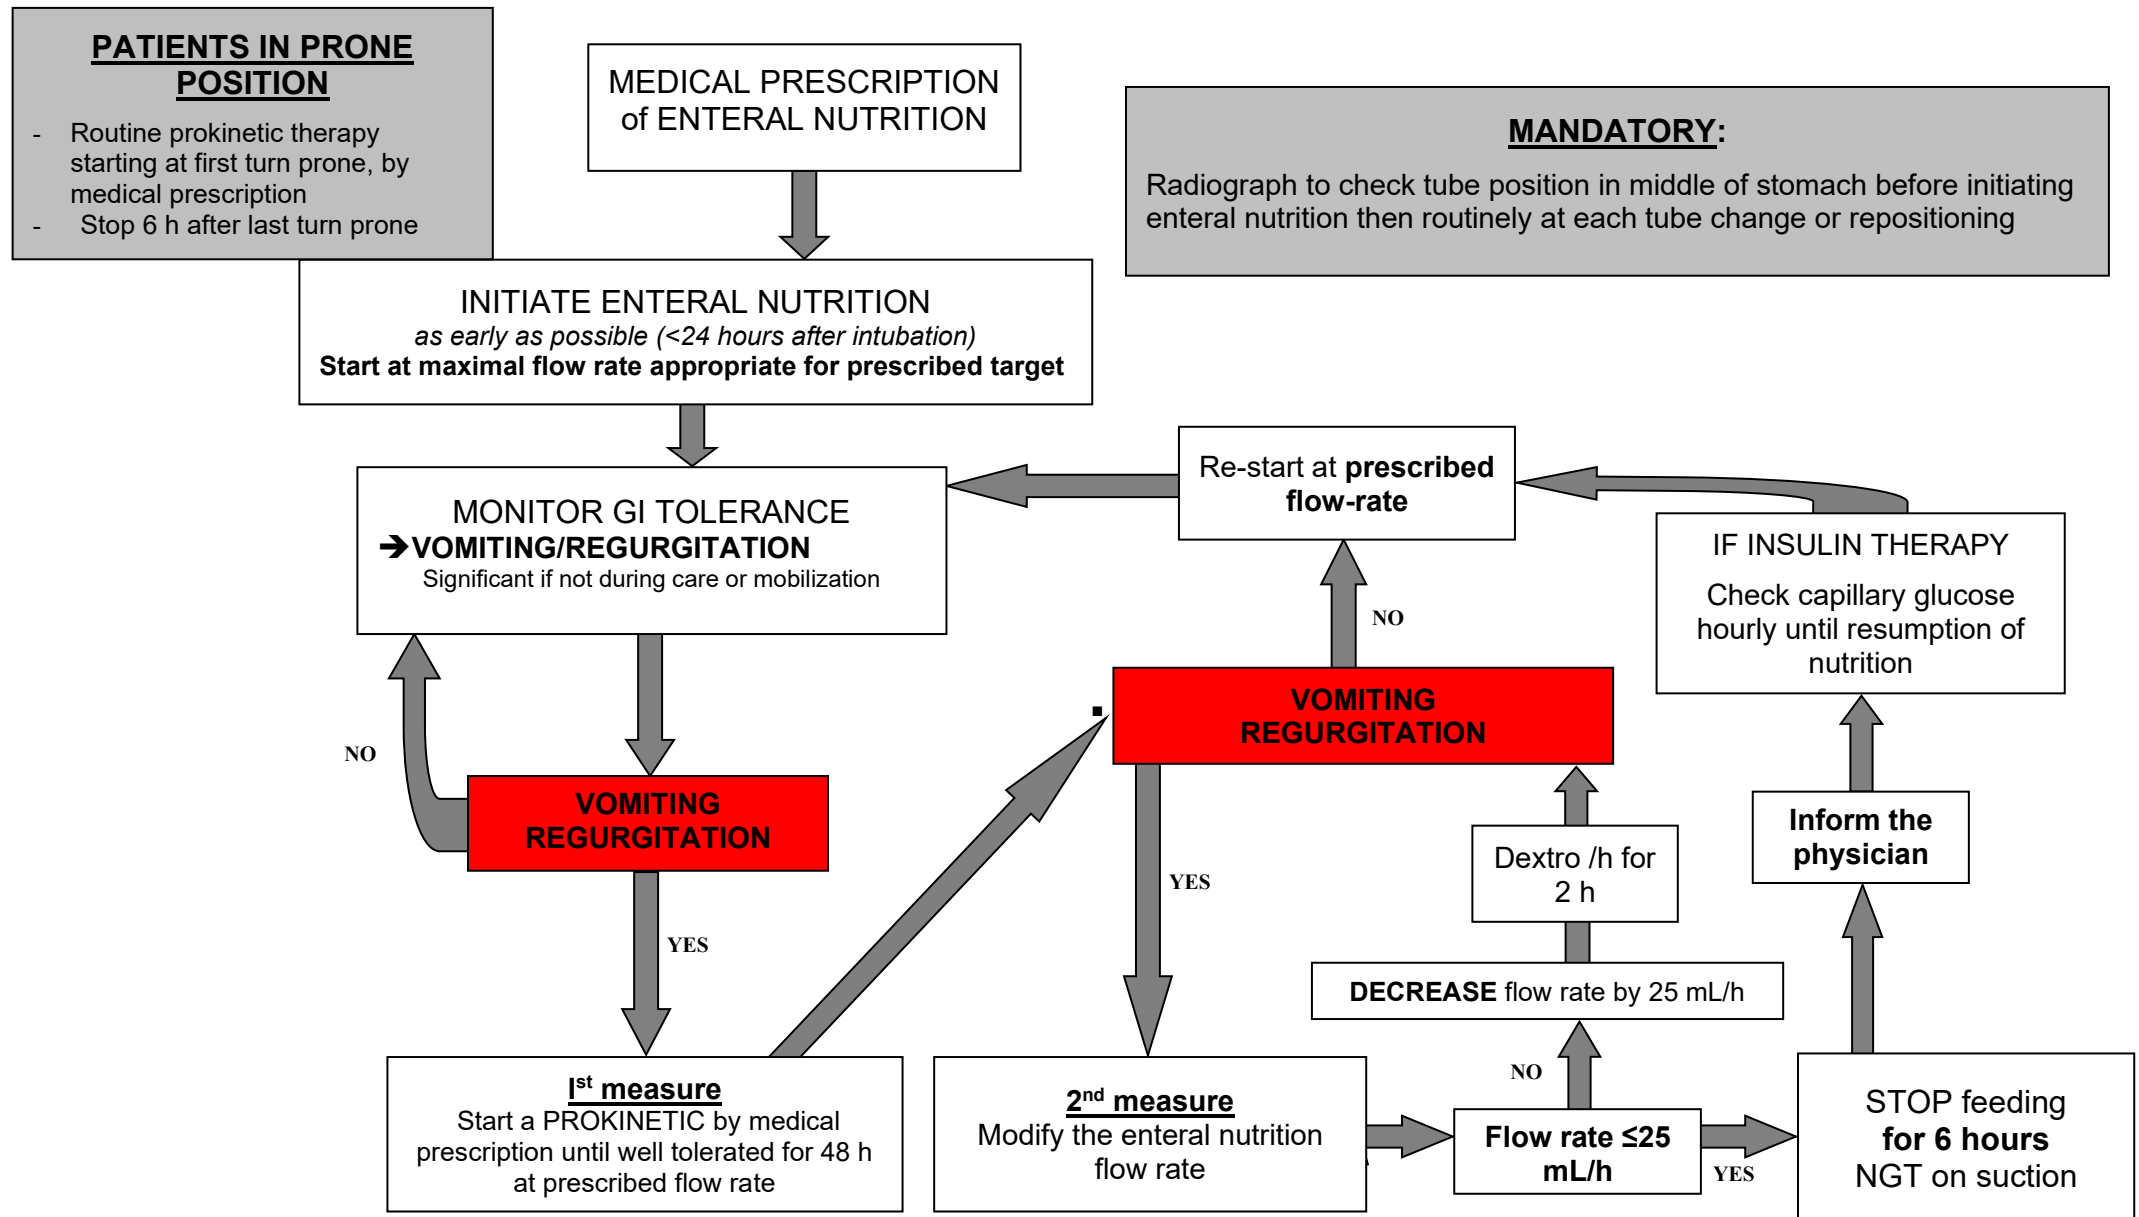 PATIENTS IN PRONE
POSITION
- Routine prokinetic therapy
starting at first turn prone, by
medical prescription
- Stop 6 h after last turn prone
MEDICAL PRESCRIPTION
of ENTERAL NUTRITION
MANDATORY:
Radiograph to check tube position in middle of stomach before initiating
enteral nutrition then routinely at each tube change or repositioning
INITIATE ENTERAL NUTRITION
as early as possible (<24 hours after intubation)
Start at maximal flow rate appropriate for prescribed target
MONITOR GI TOLERANCE
➔VOMITING/REGURGITATION
Significant if not during care or mobilization
Re-start at prescribed
flow-rate
IF INSULIN THERAPY
Check capillary glucose
hourly until resumption of
nutrition
NO
NO
VOMITING
REGURGITATION
VOMITING
REGURGITATION
Inform the
physician
Dextro /h for
2 h
YES
YES
DECREASE flow rate by 25 mL/h
NO
Ist measure
Start a PROKINETIC by medical
prescription until well tolerated for 48 h
at prescribed flow rate
2nd measure
Modify the enteral nutrition
flow rate
Flow rate ≤25
mL/h
YES
STOP feeding
for 6 hours
NGT on suction